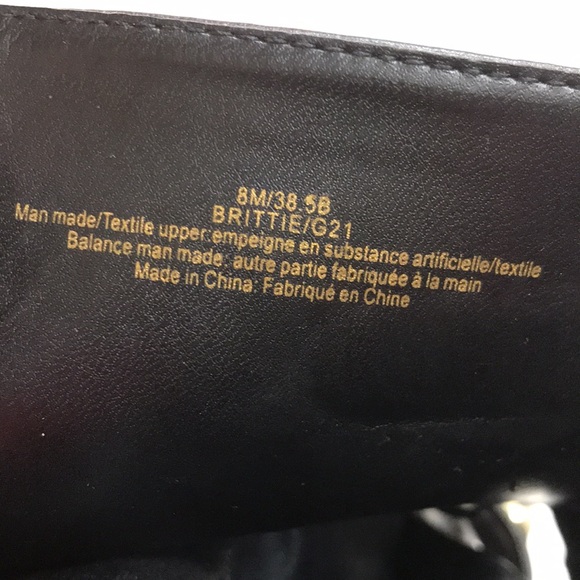 8M/38.5B
BRITTIE/G21
Man made/Textile upper:empeigne en substance artificielle/textile
Balance man made: autre partie fabriquée à la main
Made in China: Fabriqué en Chine